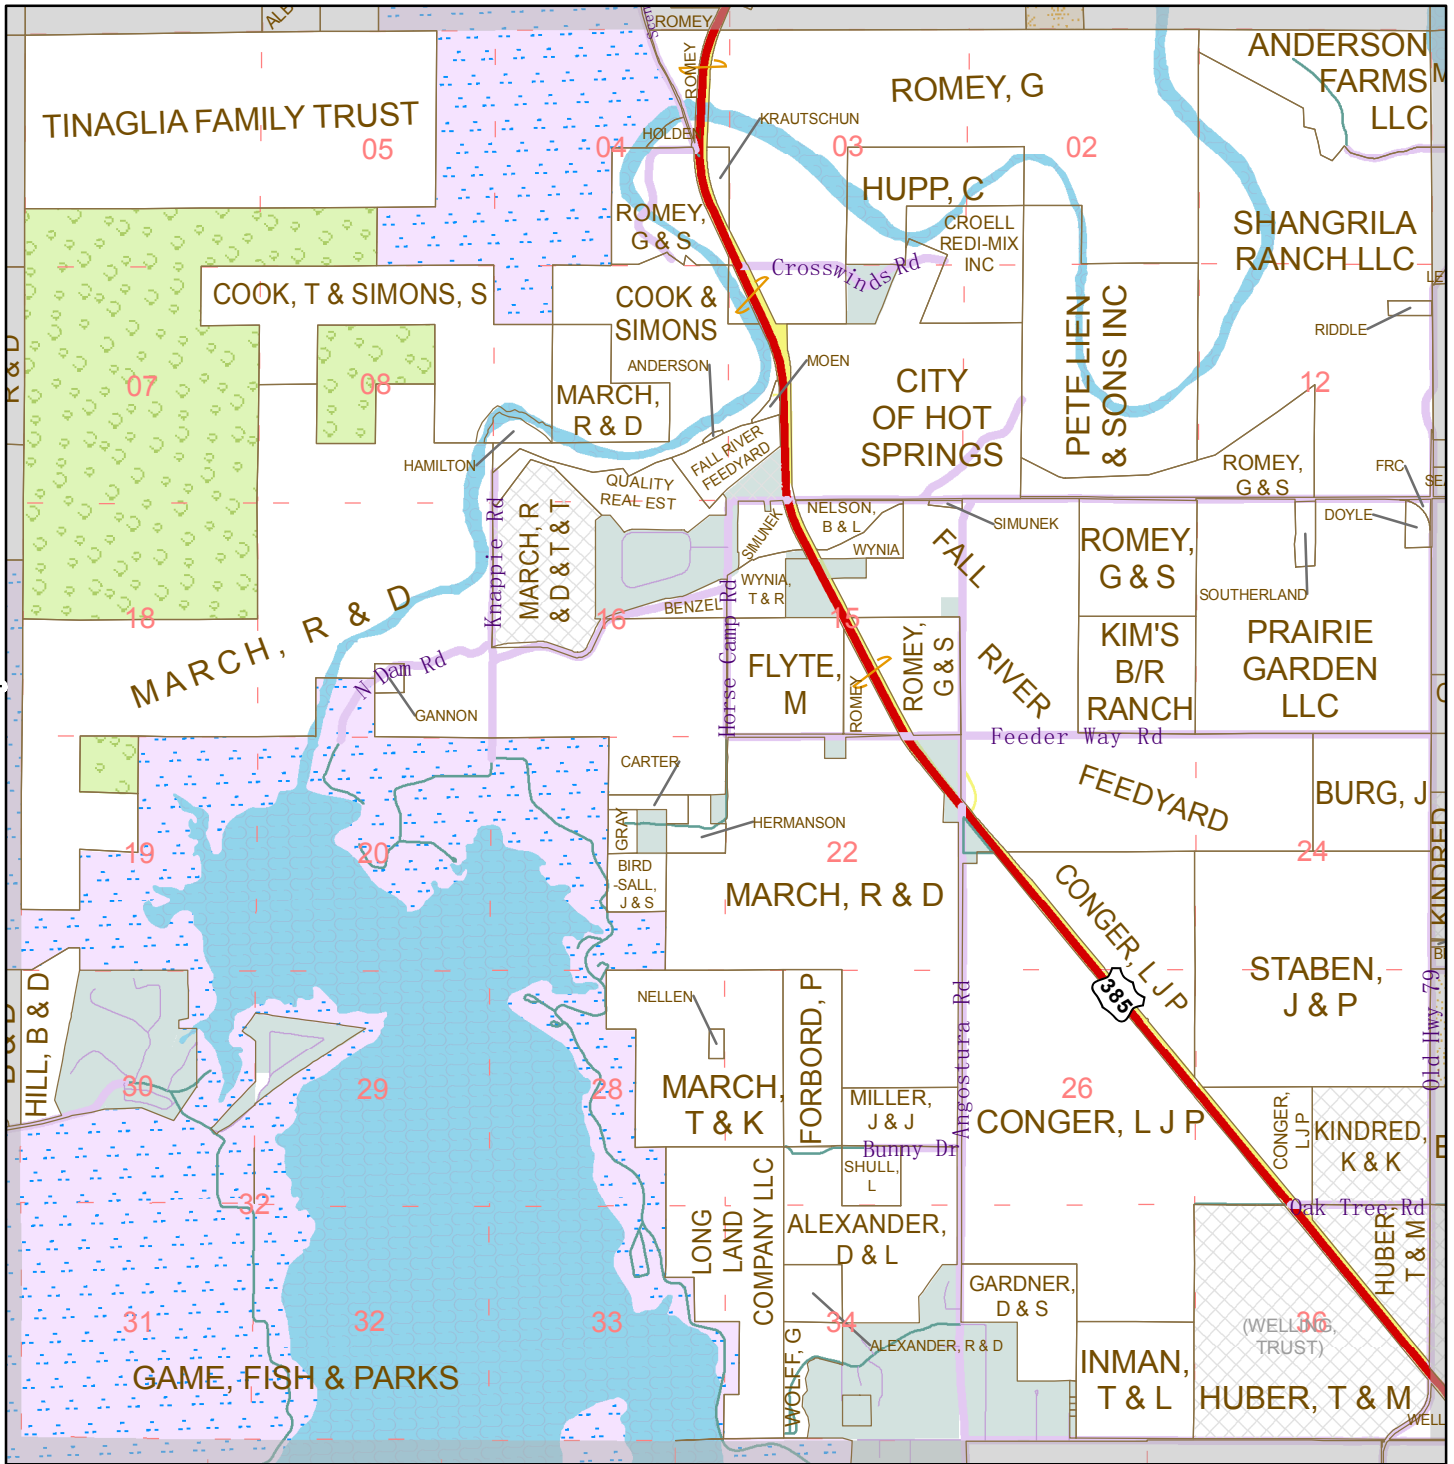 ROMEY
ROMEY
TINAGLIA FAMILY TRUST
05
04
HOLDEN
KRAUTSCHUN
ROMEY, G
03
02
ANDERSON
FARMS
LLC
HUPP, C
ROMEY,
G & S
CROELL
REDI-MIX
INC
Crosswinds Rd
SHANGRILA
RANCH LLC
COOK, T & SIMONS, S
COOK &
SIMONS
PETE LIEN
& SONS INC
RIDDLE
R & D
07
08
ANDERSON
MOEN
MARCH,
R & D
CITY
OF HOT
SPRINGS
12
HAMILTON
FALL RIVER
FEEDYARD
QUALITY
REAL EST
ROMEY,
G & S
FRC
Knappie Rd
MARCH, R
& D & T & T
SIMUNEK
NELSON,
B & L
WYNIA
SIMUNEK
DOYLE
FALL
RIVER
FEEDYARD
ROMEY,
G & S
SOUTHERLAND
WYNIA,
T & R
BENZEL
Horse Camp Rd
18
MARCH, R & D
16
15
KIM'S
B/R
RANCH
PRAIRIE
GARDEN
LLC
N Dam Rd
GANNON
FLYTE,
M
ROMEY
ROMEY,
G & S
Feeder Way Rd
CARTER
GRAY
HERMANSON
BURG, J
19
20
22
24
BIRD
-SALL,
J & S
MARCH, R & D
CONGER, L J P
KINDRED
STABEN,
J & P
385
HILL, B & D
NELLEN
FORBORD, P
Angostura Rd
Old Hwy 79
30
29
28
MARCH,
T & K
MILLER,
J & J
26
CONGER, L J P
CONGER,
L J P
KINDRED,
K & K
Bunny Dr
SHULL,
L
32
LONG
LAND
COMPANY LLC
ALEXANDER,
D & L
Oak Tree Rd
HUBER,
T & M
GARDNER,
D & S
31
32
33
34
36
(WELLING,
TRUST)
WOLFF, G
ALEXANDER, R & D
GAME, FISH & PARKS
INMAN,
T & L
HUBER, T & M
WELL